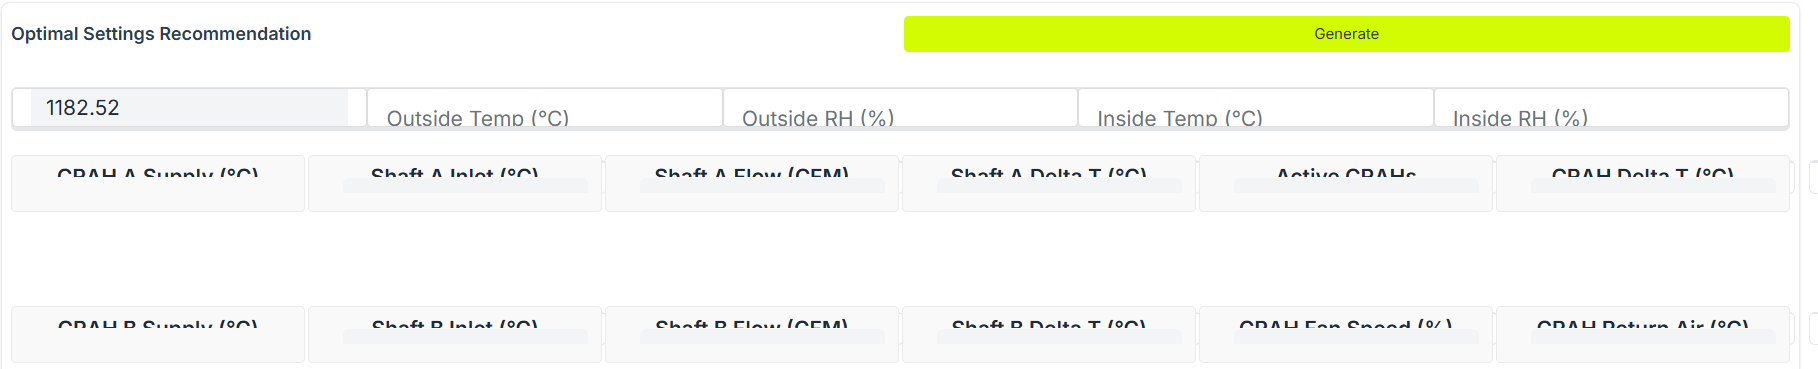 Optimal Settings Recommendation
Generate
1182.52
Outside Temp (°C)
Outside RH (%)
Inside Temp (°C)
Inside RH (%)
CRAH A Supply (°C)
Shaft A Inlet (°C)
Shaft A Flow (CFM)
Shaft A Delta T (°C)
Active CRAHs
CRAH Delta T (°C)
CRAH B Supply (°C)
Shaft B Inlet (°C)
Shaft B Flow (CFM)
Shaft B Delta T (°C)
CRAH Fan Speed (%)
CRAH Return Air (°C)